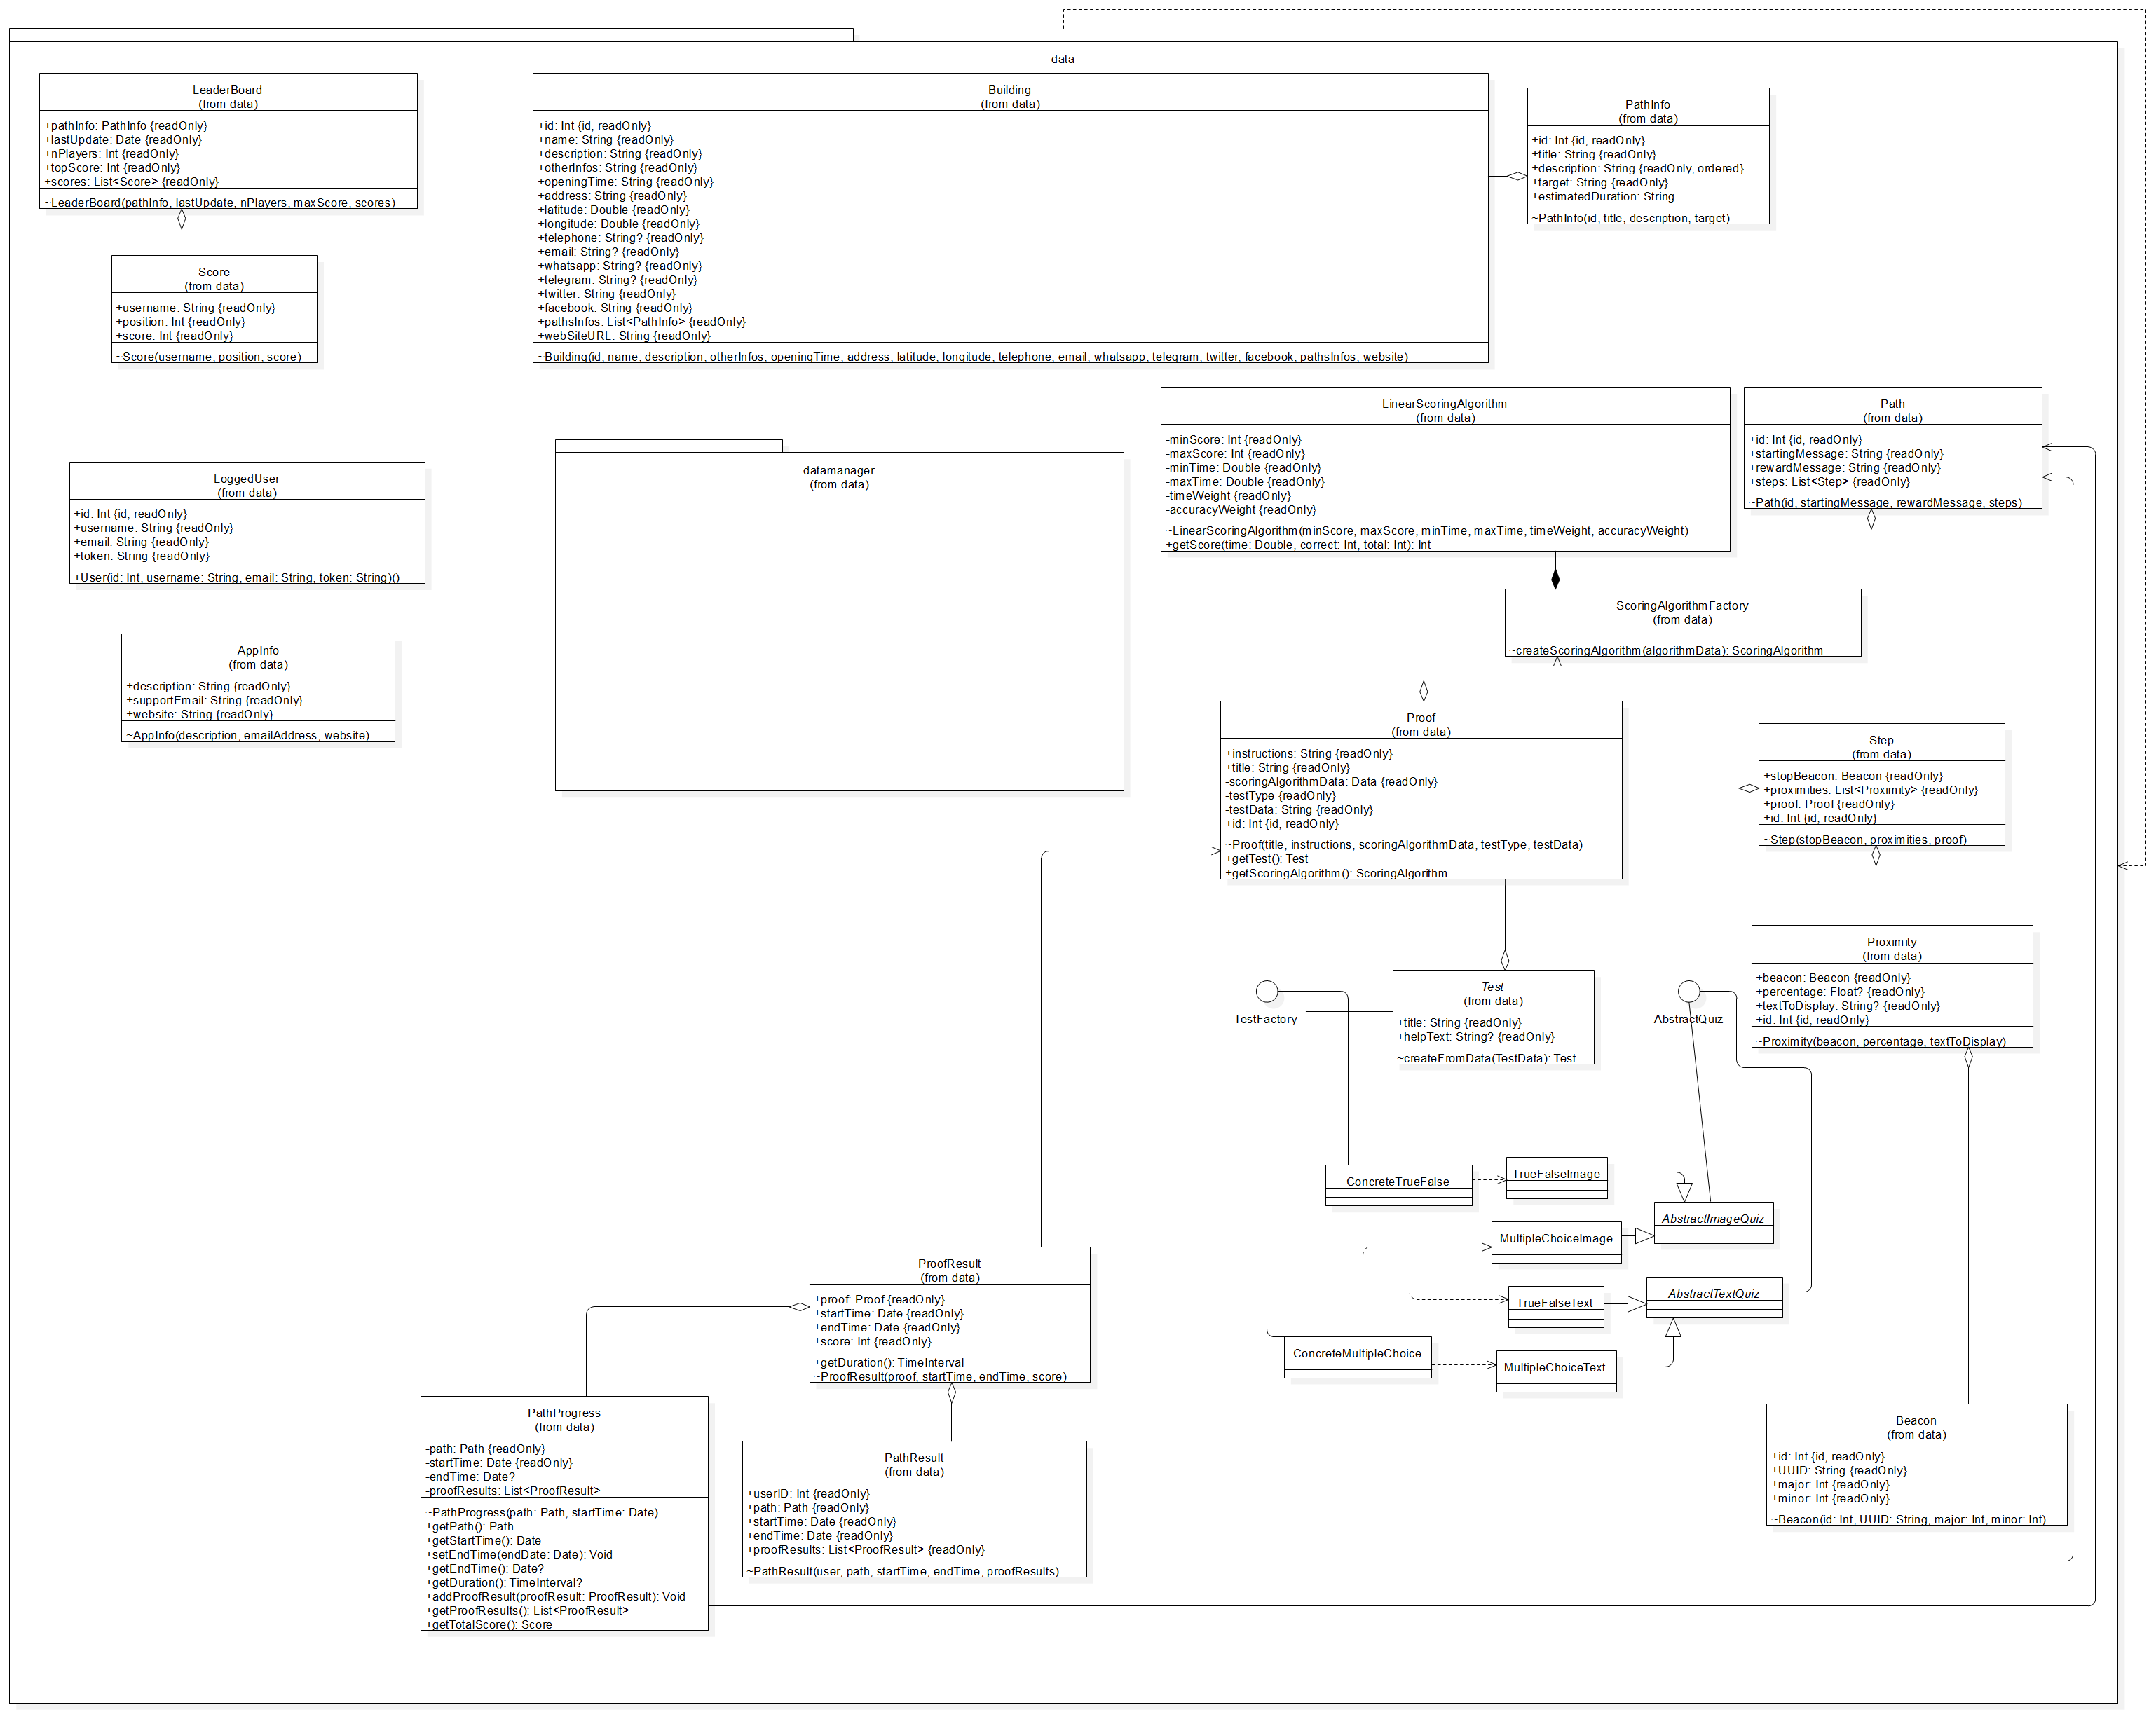 data
LeaderBoard
(from data)
+pathInfo: PathInfo {readOnly}
+lastUpdate: Date {readOnly}
+nPlayers: Int {readOnly}
+topScore: Int {readOnly}
+scores: List<Score> {readOnly}
~LeaderBoard(pathInfo, lastUpdate, nPlayers, maxScore, scores)
Building
(from data)
+id: Int {id, readOnly}
+name: String {readOnly}
+description: String {readOnly}
+otherInfos: String {readOnly}
+openingTime: String {readOnly}
+address: String {readOnly}
+latitude: Double {readOnly}
+longitude: Double {readOnly}
+telephone: String? {readOnly}
+email: String? {readOnly}
+whatsapp: String? {readOnly}
+telegram: String? {readOnly}
+twitter: String {readOnly}
+facebook: String {readOnly}
+pathsInfos: List<PathInfo> {readOnly}
+webSiteURL: String {readOnly}
~Building(id, name, description, otherInfos, openingTime, address, latitude, longitude, telephone, email, whatsapp, telegram, twitter, facebook, pathsInfos, website)
PathInfo
(from data)
+id: Int {id, readOnly}
+title: String {readOnly}
+description: String {readOnly, ordered}
+target: String {readOnly}
+estimatedDuration: String
~PathInfo(id, title, description, target)
Score
(from data)
+username: String {readOnly}
+position: Int {readOnly}
+score: Int {readOnly}
~Score(username, position, score)
LinearScoringAlgorithm
(from data)
-minScore: Int {readOnly}
-maxScore: Int {readOnly}
-minTime: Double {readOnly}
-maxTime: Double {readOnly}
-timeWeight {readOnly}
-accuracyWeight {readOnly}
~LinearScoringAlgorithm(minScore, maxScore, minTime, maxTime, timeWeight, accuracyWeight)
+getScore(time: Double, correct: Int, total: Int): Int
Path
(from data)
+id: Int {id, readOnly}
+startingMessage: String {readOnly}
+rewardMessage: String {readOnly}
+steps: List<Step> {readOnly}
~Path(id, startingMessage, rewardMessage, steps)
LoggedUser
(from data)
+id: Int {id, readOnly}
+username: String {readOnly}
+email: String {readOnly}
+token: String {readOnly}
+User(id: Int, username: String, email: String, token: String)()
datamanager
(from data)
ScoringAlgorithmFactory
(from data)
~createScoringAlgorithm(algorithmData): ScoringAlgorithm
AppInfo
(from data)
+description: String {readOnly}
+supportEmail: String {readOnly}
+website: String {readOnly}
~AppInfo(description, emailAddress, website)
Proof
(from data)
+instructions: String {readOnly}
+title: String {readOnly}
-scoringAlgorithmData: Data {readOnly}
-testType {readOnly}
-testData: String {readOnly}
+id: Int {id, readOnly}
~Proof(title, instructions, scoringAlgorithmData, testType, testData)
+getTest(): Test
+getScoringAlgorithm(): ScoringAlgorithm
Step
(from data)
+stopBeacon: Beacon {readOnly}
+proximities: List<Proximity> {readOnly}
+proof: Proof {readOnly}
+id: Int {id, readOnly}
~Step(stopBeacon, proximities, proof)
Proximity
(from data)
+beacon: Beacon {readOnly}
+percentage: Float? {readOnly}
+textToDisplay: String? {readOnly}
+id: Int {id, readOnly}
~Proximity(beacon, percentage, textToDisplay)
TestFactory
Test
(from data)
+title: String {readOnly}
+helpText: String? {readOnly}
~createFromData(TestData): Test
AbstractQuiz
ConcreteTrueFalse
TrueFalseImage
AbstractImageQuiz
MultipleChoiceImage
TrueFalseText
AbstractTextQuiz
ConcreteMultipleChoice
MultipleChoiceText
ProofResult
(from data)
+proof: Proof {readOnly}
+startTime: Date {readOnly}
+endTime: Date {readOnly}
+score: Int {readOnly}
+getDuration(): TimeInterval
~ProofResult(proof, startTime, endTime, score)
PathProgress
(from data)
-path: Path {readOnly}
-startTime: Date {readOnly}
-endTime: Date?
-proofResults: List<ProofResult>
~PathProgress(path: Path, startTime: Date)
+getPath(): Path
+getStartTime(): Date
+setEndTime(endDate: Date): Void
+getEndTime(): Date?
+getDuration(): TimeInterval?
+addProofResult(proofResult: ProofResult): Void
+getProofResults(): List<ProofResult>
+getTotalScore(): Score
PathResult
(from data)
+userID: Int {readOnly}
+path: Path {readOnly}
+startTime: Date {readOnly}
+endTime: Date {readOnly}
+proofResults: List<ProofResult> {readOnly}
~PathResult(user, path, startTime, endTime, proofResults)
Beacon
(from data)
+id: Int {id, readOnly}
+UUID: String {readOnly}
+major: Int {readOnly}
+minor: Int {readOnly}
~Beacon(id: Int, UUID: String, major: Int, minor: Int)